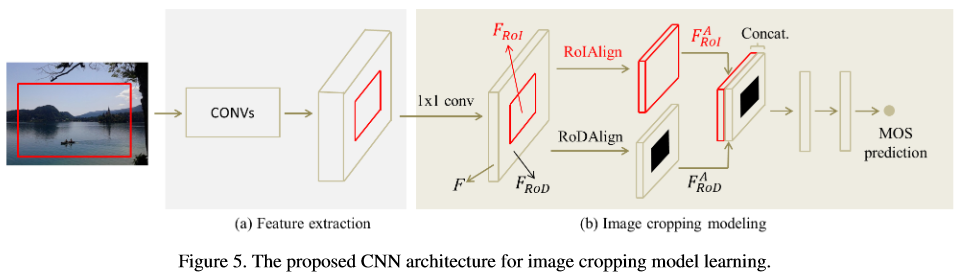 F_{RoI}
RoIAlign
F_{RoI}^{A}
Concat.
CONVs
1x1 conv
RoDAlign
MOS
prediction
F
F_{RoD}
F_{RoD}^{A}
(a) Feature extraction
(b) Image cropping modeling
Figure 5. The proposed CNN architecture for image cropping model learning.